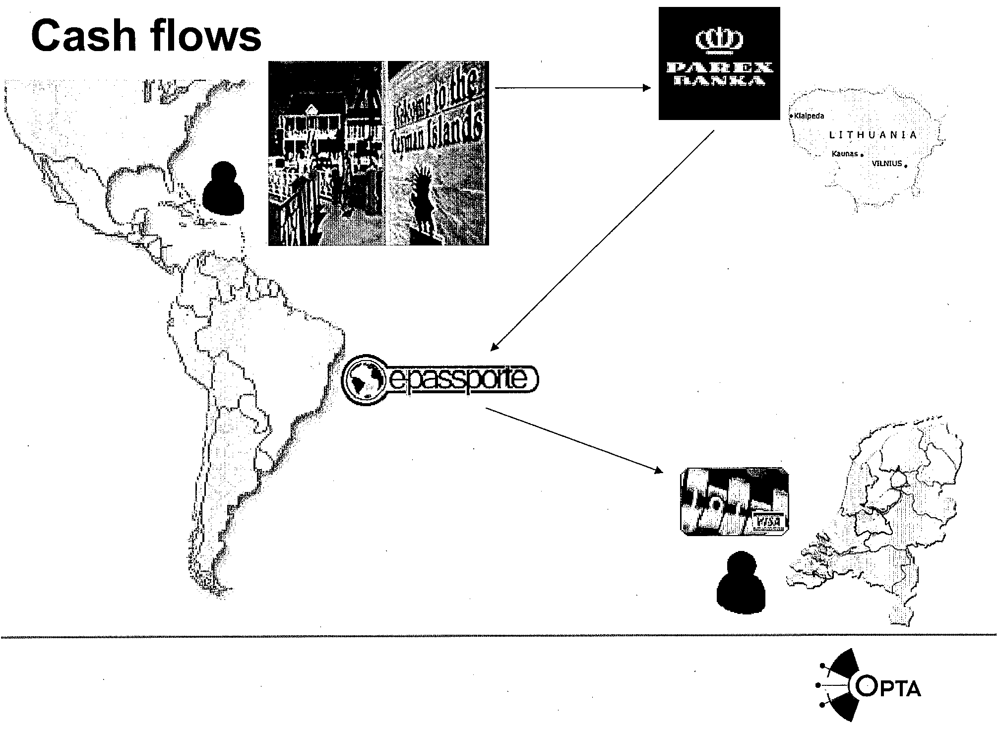 Cash flows
Welcome to the
Cayman Islands
PAREX
BANKA
Klaipeda
LITHUANIA
Kaunas
VILNIUS
epassporte
VISA
OPTA